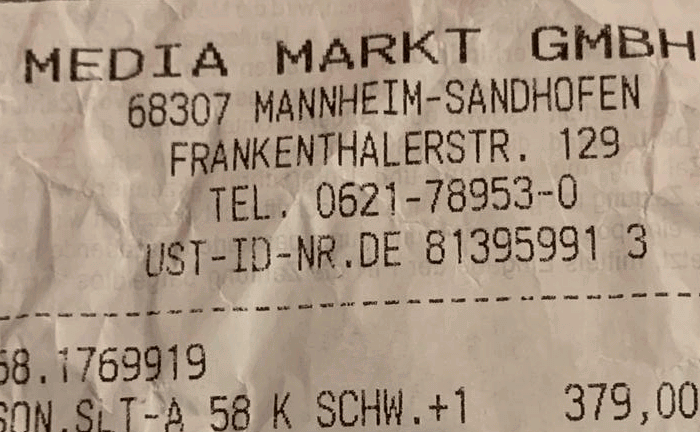 MEDIA MARKT GMBH
68307 MANNHEIM-SANDHOFEN
FRANKENTHALERSTR. 129
TEL. 0621-78953-0
UST-ID-NR.DE 81395991 3
68.1769919
SON.SLT-A 58 K SCHW.+1 379,00